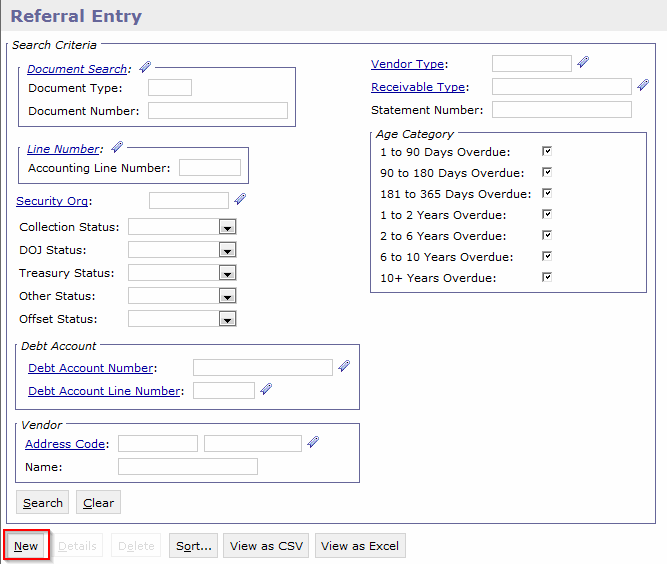 Referral Entry
Search Criteria
Document Search:
Document Type:
Document Number:
Line Number:
Accounting Line Number:
Security Org:
Collection Status:
DOJ Status:
Treasury Status:
Other Status:
Offset Status:
Vendor Type:
Receivable Type:
Statement Number:
Age Category
1 to 90 Days Overdue:
90 to 180 Days Overdue:
181 to 365 Days Overdue:
1 to 2 Years Overdue:
2 to 6 Years Overdue:
6 to 10 Years Overdue:
10+ Years Overdue:
Debt Account
Debt Account Number:
Debt Account Line Number:
Vendor
Address Code:
Name:
Search Clear
New Details Delete Sort... View as CSV View as Excel